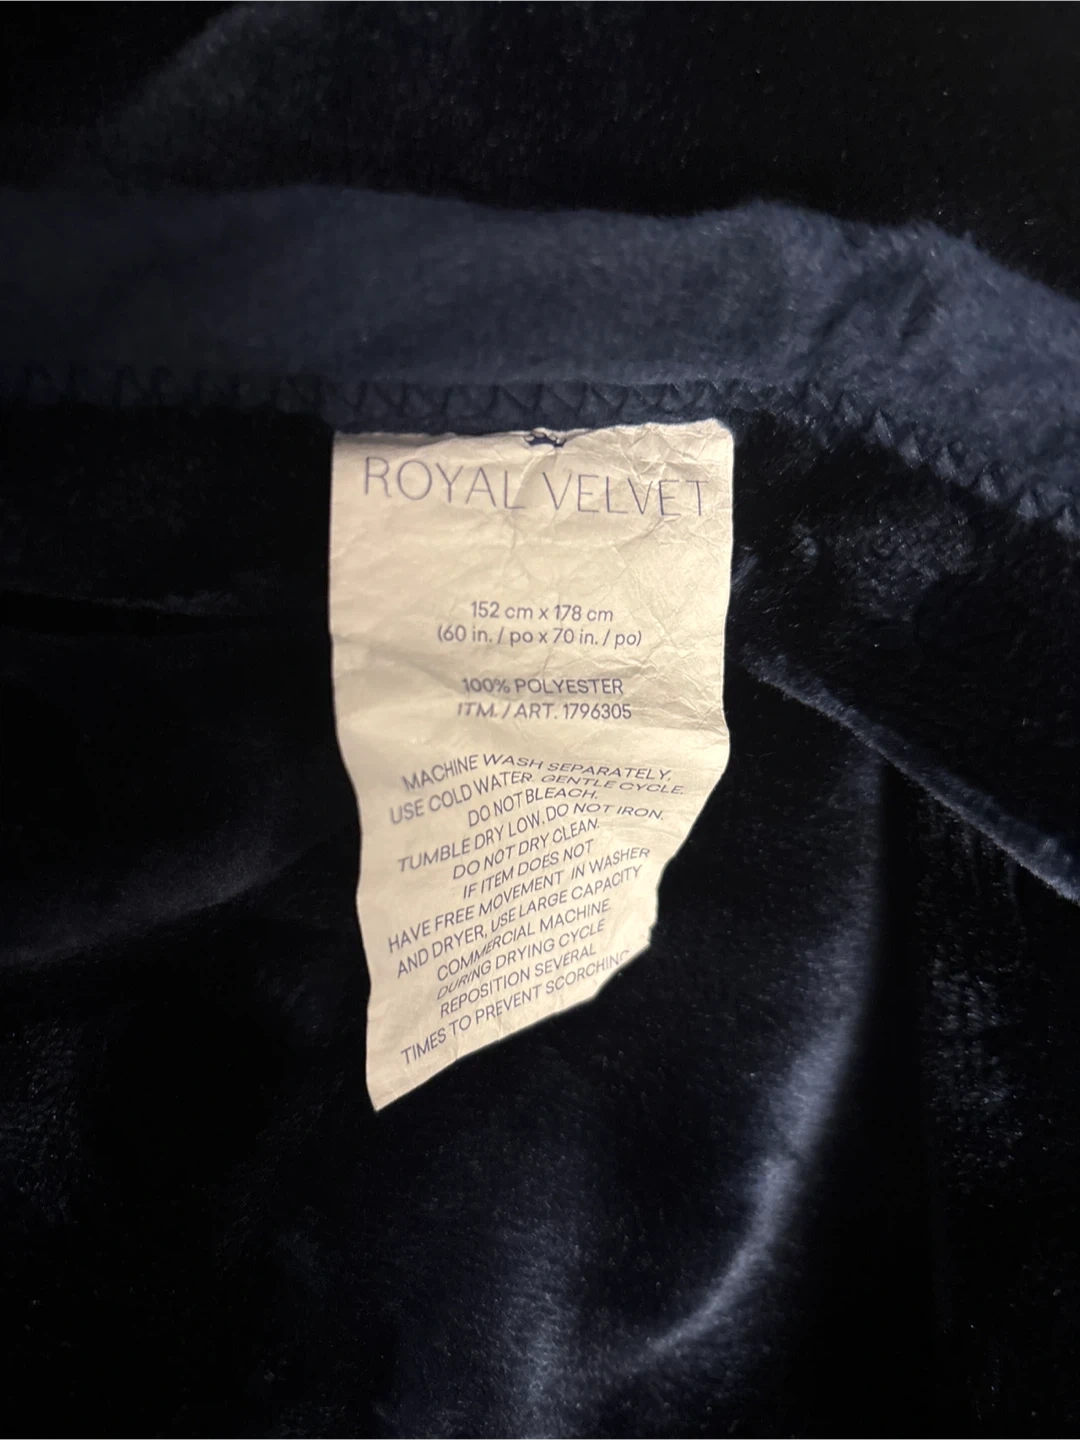 ROYAL VELVET
152 cm x 178 cm
(60 in. / po x 70 in. / po)
100% POLYESTER
ITM. / ART. 1796305
MACHINE WASH SEPARATELY,
USE COLD WATER. GENTLE CYCLE.
DO NOT BLEACH.
TUMBLE DRY LOW. DO NOT IRON.
DO NOT DRY CLEAN.
IF ITEM DOES NOT
HAVE FREE MOVEMENT IN WASHER
AND DRYER, USE LARGE CAPACITY
COMMERCIAL MACHINE
DURING DRYING CYCLE
REPOSITION SEVERAL
TIMES TO PREVENT SCORCHING